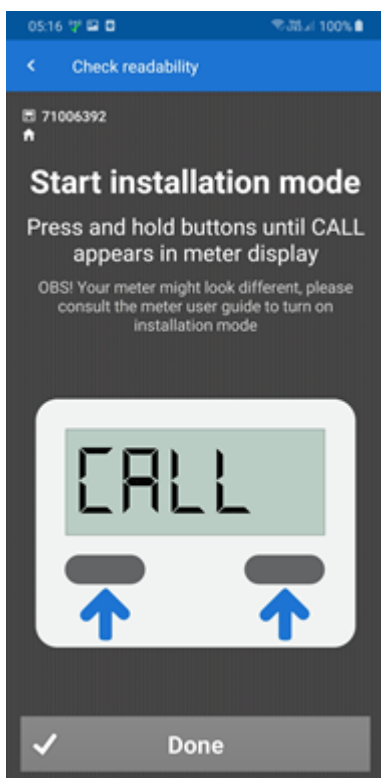 05:16 100%
Check readability
71006392
Start installation mode
Press and hold buttons until CALL
appears in meter display
OBS! Your meter might look different, please
consult the meter user guide to turn on
installation mode
CALL
Done